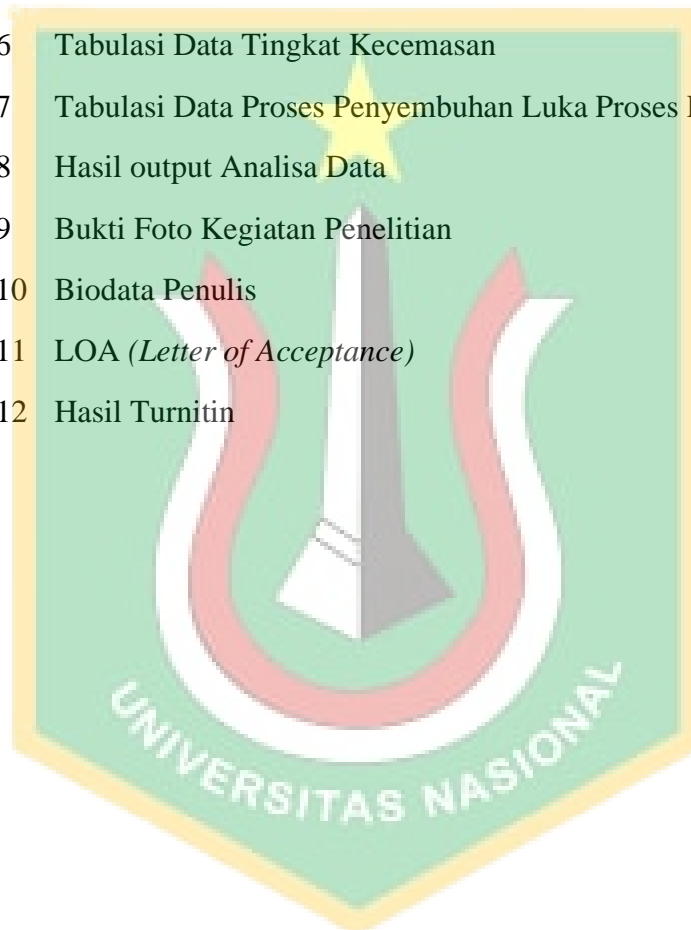 6 Tabulasi Data Tingkat Kecemasan
7 Tabulasi Data Proses Penyembuhan Luka Proses
8 Hasil output Analisa Data
9 Bukti Foto Kegiatan Penelitian
10 Biodata Penulis
11 LOA (Letter of Acceptance)
12 Hasil Turnitin
UNIVERSITAS NASIONAL